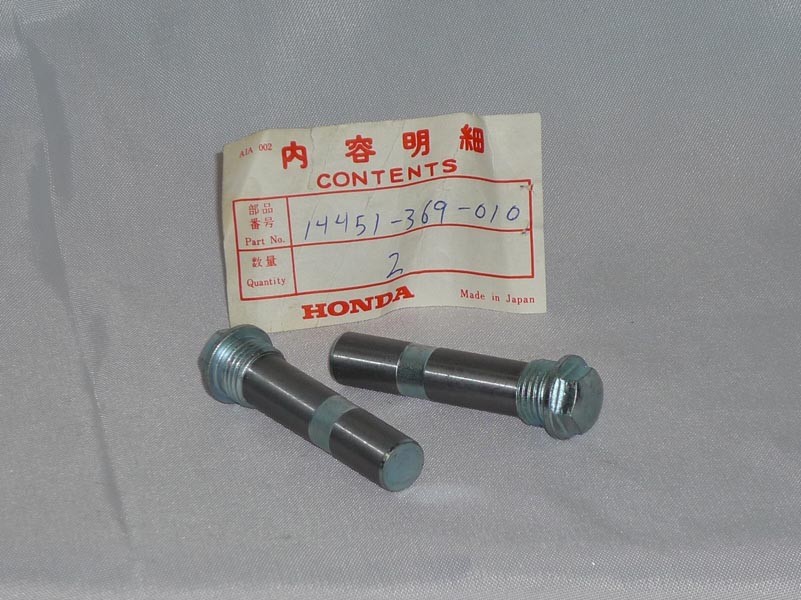 AIA 002
内容明細
CONTENTS
部品
番号
Part No.
14451-369-010
数量
Quantity
2
HONDA
Made in Japan